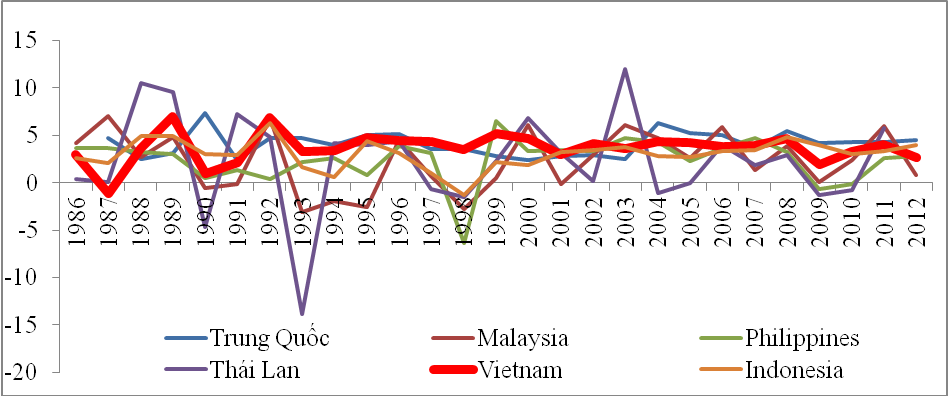 15
10
5
0
-5
-10
-15
-20
1986 1987 1988 1989 1990 1991 1992 1993 1994 1995 1996 1997 1998 1999 2000 2001 2002 2003 2004 2005 2006 2007 2008 2009 2010 2011 2012
Trung Quốc Malaysia Philippines
Thái Lan Vietnam Indonesia